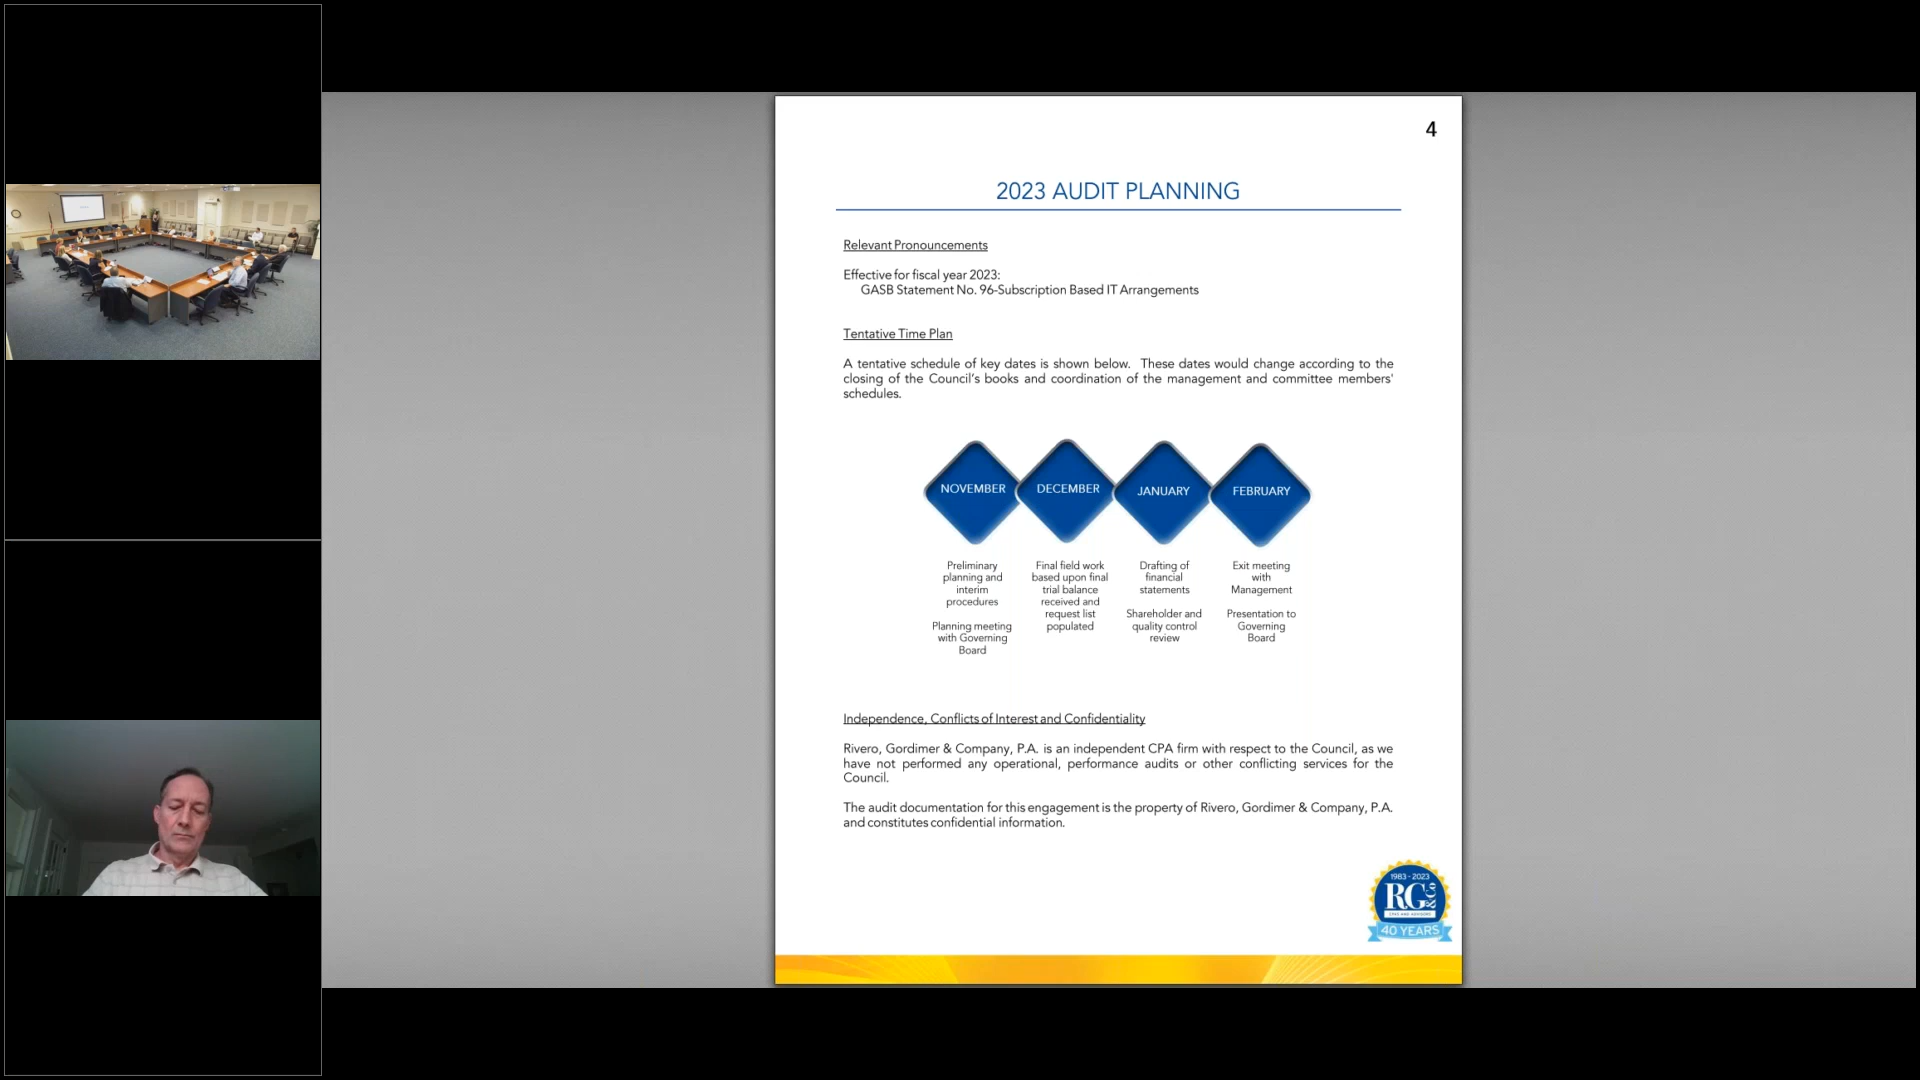 4
2023 AUDIT PLANNING
Relevant Pronouncements
Effective for fiscal year 2023:
GASB Statement No. 96-Subscription Based IT Arrangements
Tentative Time Plan
A tentative schedule of key dates is shown below. These dates would change according to the
closing of the Council's books and coordination of the management and committee members'
schedules.
NOVEMBER
DECEMBER
JANUARY
FEBRUARY
Preliminary
planning and
interim
procedures
Planning meeting
with Governing
Board
Final field work
based upon final
trial balance
received and
request list
populated
Drafting of
financial
statements
Shareholder and
quality control
review
Exit meeting
with
Management
Presentation to
Governing
Board
Independence, Conflicts of Interest and Confidentiality
Rivero, Gordimer & Company, P.A. is an independent CPA firm with respect to the Council, as we
have not performed any operational, performance audits or other conflicting services for the
Council.
The audit documentation for this engagement is the property of Rivero, Gordimer & Company, P.A.
and constitutes confidential information.
1983 - 2023
RG&Co
CPAS AND ADVISORS
40 YEARS